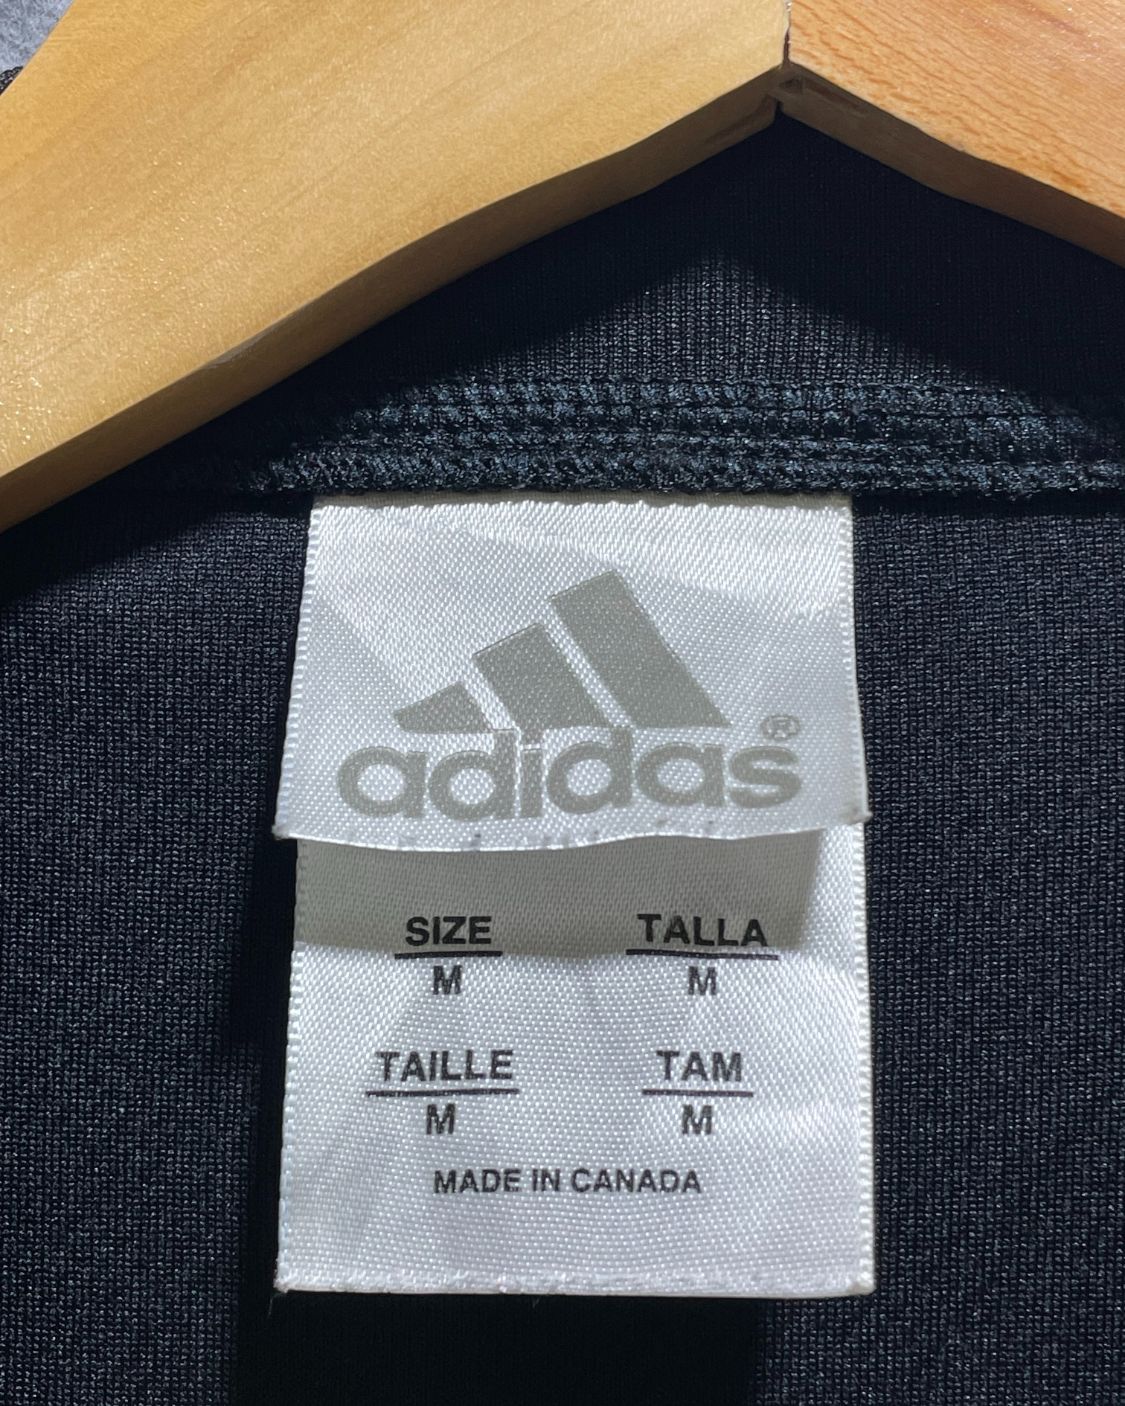 adidas®
SIZE TALLA
M M
TAILLE TAM
M M
MADE IN CANADA